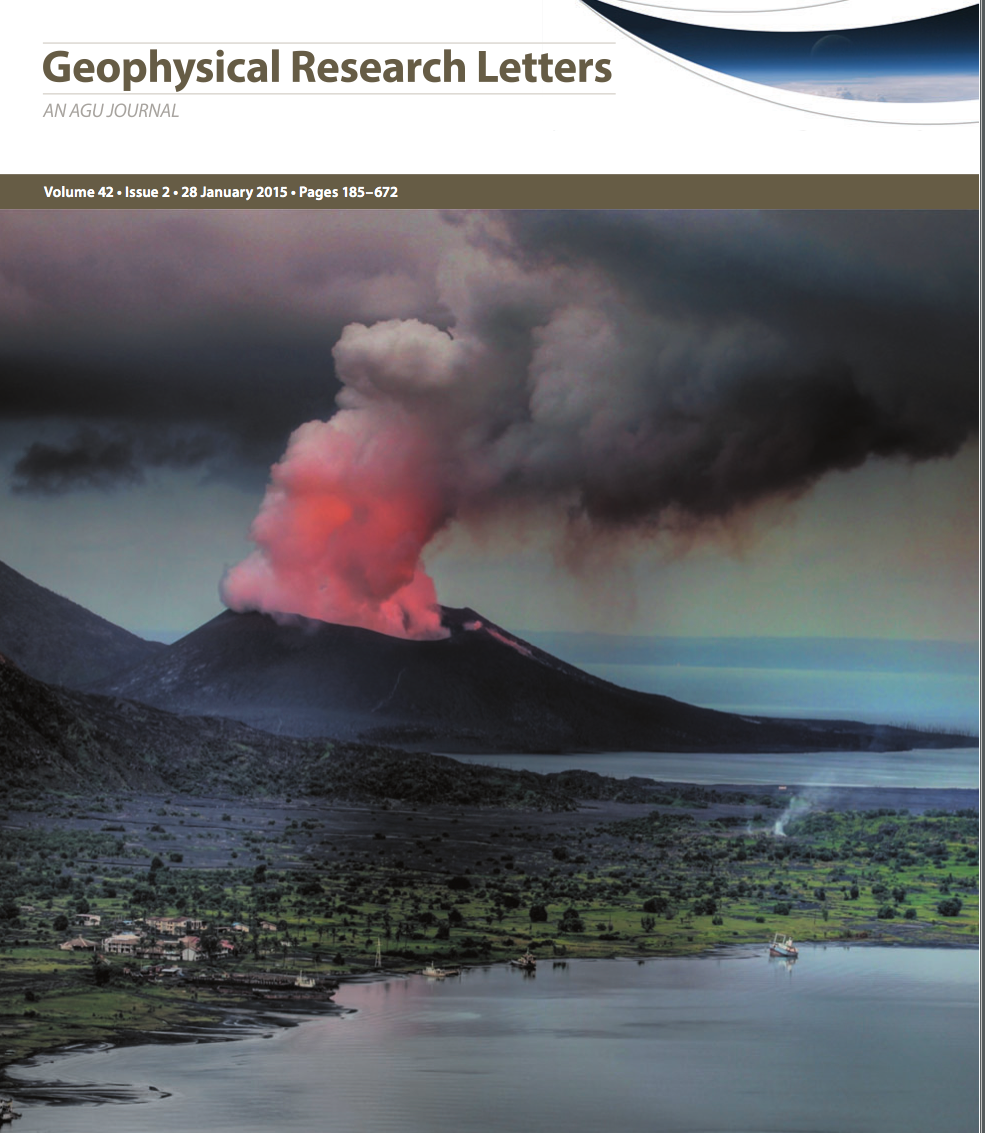 Geophysical Research Letters
AN AGU JOURNAL
Volume 42 • Issue 2 • 28 January 2015 • Pages 185–672